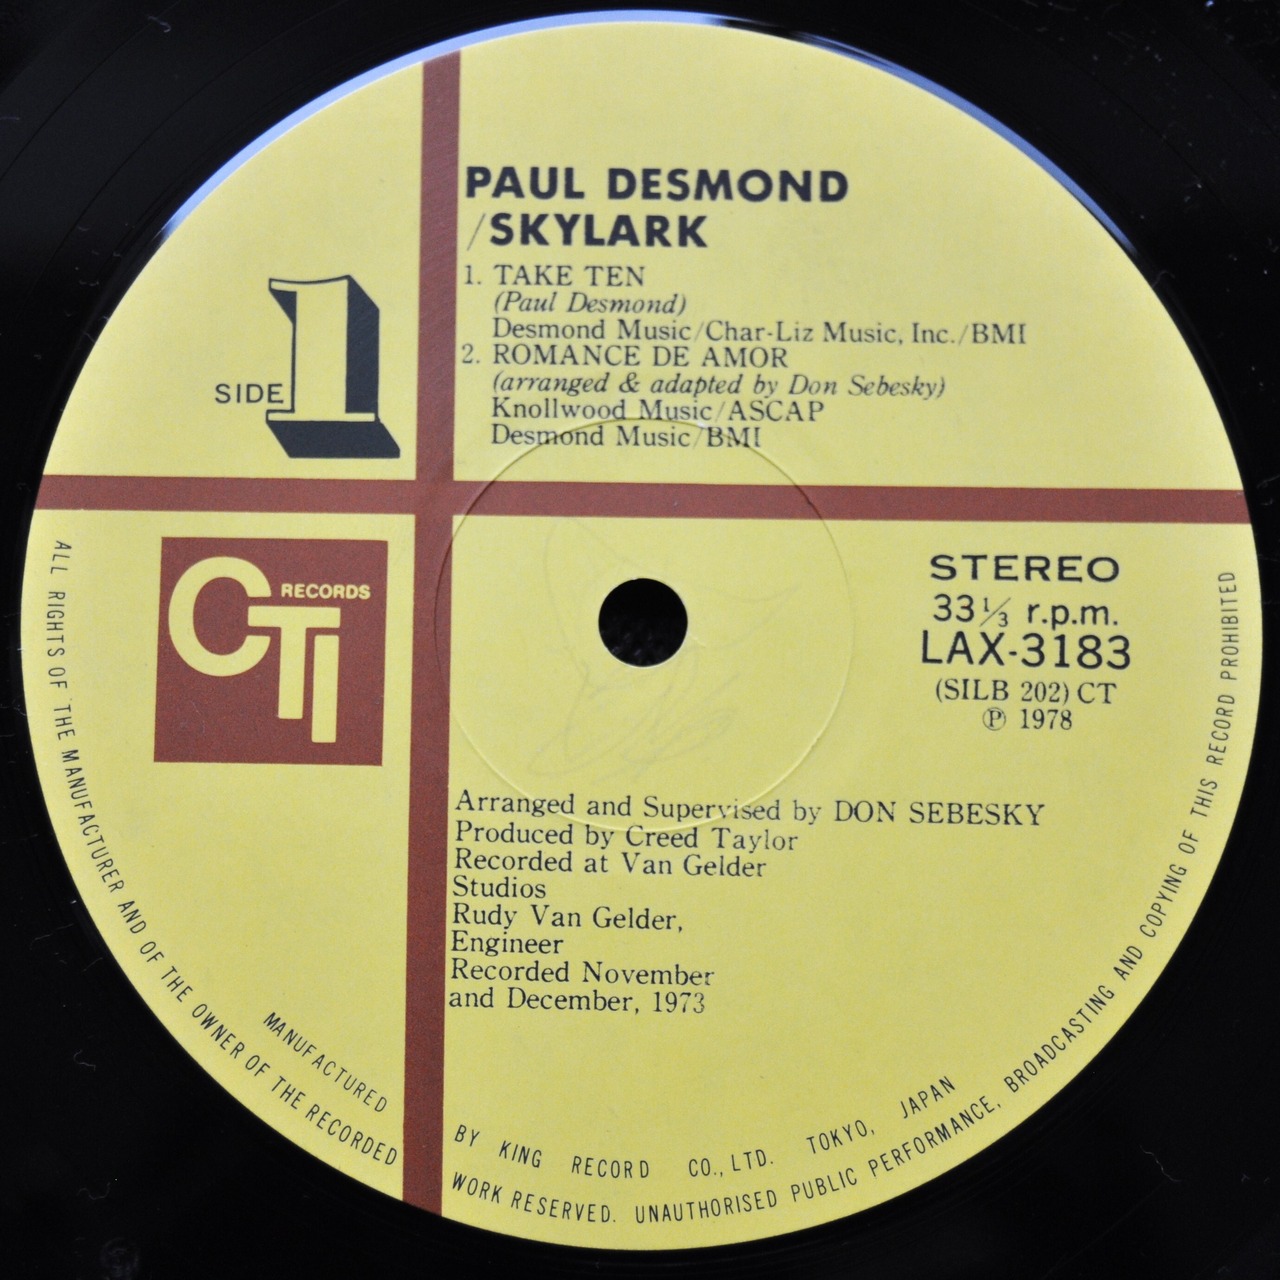 PAUL DESMOND
/SKYLARK
1. TAKE TEN
(Paul Desmond)
Desmond Music/Char-Liz Music, Inc./BMI
2. ROMANCE DE AMOR
(arranged & adapted by Don Sebesky)
Knollwood Music/ASCAP
Desmond Music/BMI
SIDE 1
CTI RECORDS
STEREO
33 1/3 r.p.m.
LAX-3183
(SILB 202) CT
℗ 1978
Arranged and Supervised by DON SEBESKY
Produced by Creed Taylor
Recorded at Van Gelder
Studios
Rudy Van Gelder,
Engineer
Recorded November
and December, 1973
MANUFACTURED BY KING RECORD CO., LTD. TOKYO, JAPAN
ALL RIGHTS OF THE MANUFACTURER AND OF THE OWNER OF THE RECORDED WORK RESERVED. UNAUTHORISED PUBLIC PERFORMANCE, BROADCASTING AND COPYING OF THIS RECORD PROHIBITED